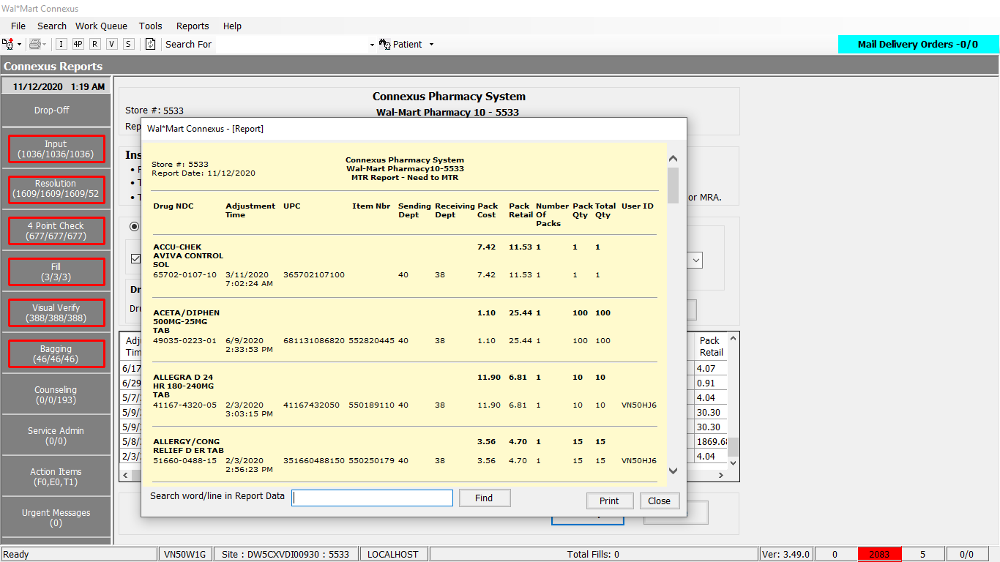 Wal*Mart Connexus
File Search Work Queue Tools Reports Help
I 4P R V S Search For Patient Mail Delivery Orders -0/0
Connexus Reports
11/12/2020 1:19 AM
Drop-Off
Input
(1036/1036/1036)
Resolution
(1609/1609/1609/52
4 Point Check
(677/677/677)
Fill
(3/3/3)
Visual Verify
(388/388/388)
Bagging
(46/46/46)
Counseling
(0/0/193)
Service Admin
(0/0)
Action Items
(F0,E0,T1)
Urgent Messages
(0)
Connexus Pharmacy System
Store #: 5533
Wal-Mart Pharmacy 10 - 5533
Rep
Ins
or MRA.
Dr
Dru
Adj
Tim
6/17
6/29
5/7/
5/9/
5/9/
5/8/
2/3/
Pack
Retail
4.07
0.91
4.04
30.30
30.30
1869.68
4.04
Wal*Mart Connexus - [Report]
Connexus Pharmacy System
Store #: 5533
Wal-Mart Pharmacy10-5533
Report Date: 11/12/2020
MTR Report - Need to MTR
Drug NDC Adjustment UPC Item Nbr Sending Receiving Pack Pack Number Pack Total User ID
Time Dept Dept Cost Retail Of Qty Qty
Packs
ACCU-CHEK 7.42 11.53 1 1 1
AVIVA CONTROL
SOL
65702-0107-10 3/11/2020 365702107100 40 38 7.42 11.53 1 1 1
7:02:24 AM
ACETA/DIPHEN 1.10 25.44 1 100 100
500MG-25MG
TAB
49035-0223-01 6/9/2020 681131086820 552820445 40 38 1.10 25.44 1 100 100
2:33:53 PM
ALLEGRA D 24 11.90 6.81 1 10 10
HR 180-240MG
TAB
41167-4320-05 2/3/2020 41167432050 550189110 40 38 11.90 6.81 1 10 10 VN50HJ6
3:03:15 PM
ALLERGY/CONG 3.56 4.70 1 15 15
RELIEF D ER TAB
51660-0488-15 2/3/2020 351660488150 550250179 40 38 3.56 4.70 1 15 15 VN50HJ6
2:56:23 PM
Search word/line in Report Data Find Print Close
Ready VN50W1G Site : DW5CXVDI00930 : 5533 LOCALHOST Total Fills: 0 Ver: 3.49.0 0 2083 5 0/0